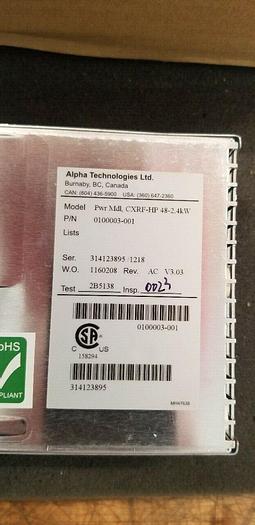 Alpha Technologies Ltd.
Burnaby, BC, Canada
CAN: (604) 436-5900 USA: (360) 647-2360
Model Pwr Mdl, CXRF-HP 48-2.4kW
P/N 0100003-001
Lists
Ser. 314123895 /1218
W.O. 1160208 Rev. AC V3.03
Test 2B5138 Insp. 0023
0100003-001
C US
158294
314123895
oHS
PLIANT